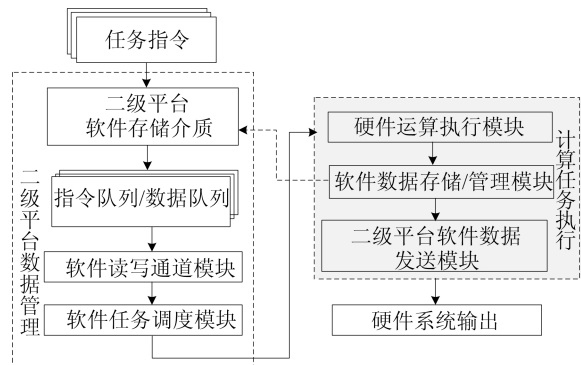 任务指令
二级平台
软件存储介质
指令队列/数据队列
软件读写通道模块
软件任务调度模块
二级平台数据管理
硬件运算执行模块
软件数据存储/管理模块
二级平台软件数据
发送模块
计算任务执行
硬件系统输出